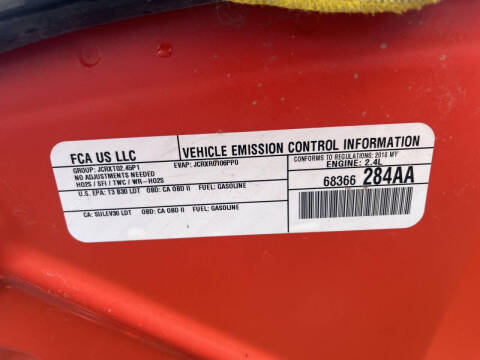 FCA US LLC
VEHICLE EMISSION CONTROL INFORMATION
GROUP: JCRXT02.45P1
EVAP: JCRXR0106PP0
NO ADJUSTMENTS NEEDED
HO2S / SFI / TWC / WR-HO2S
CONFORMS TO REGULATIONS: 2018 MY
ENGINE: 2.4L
U.S. EPA: T3 B30 LDT OBD: CA OBD II FUEL: GASOLINE
68366 284AA
CA: SULEV30 LDT OBD: CA OBD II FUEL: GASOLINE